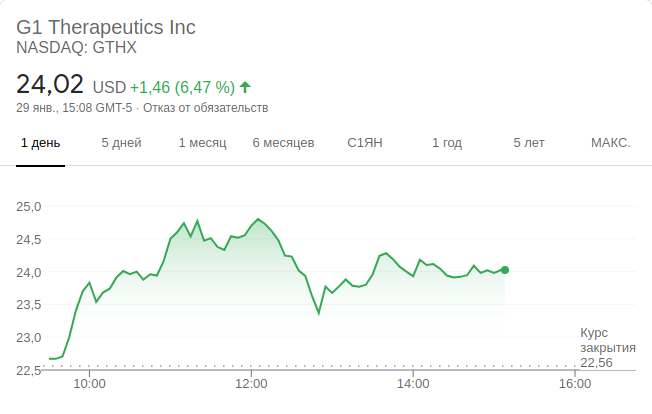 G1 Therapeutics Inc
NASDAQ: GTHX
24,02 USD +1,46 (6,47 %)
29 янв., 15:08 GMT-5 · Отказ от обязательств
1 день 5 дней 1 месяц 6 месяцев С1ЯН 1 год 5 лет МАКС.
25,0
24,5
24,0
23,5
23,0
22,5
Курс
закрытия
22,56
10:00 12:00 14:00 16:00